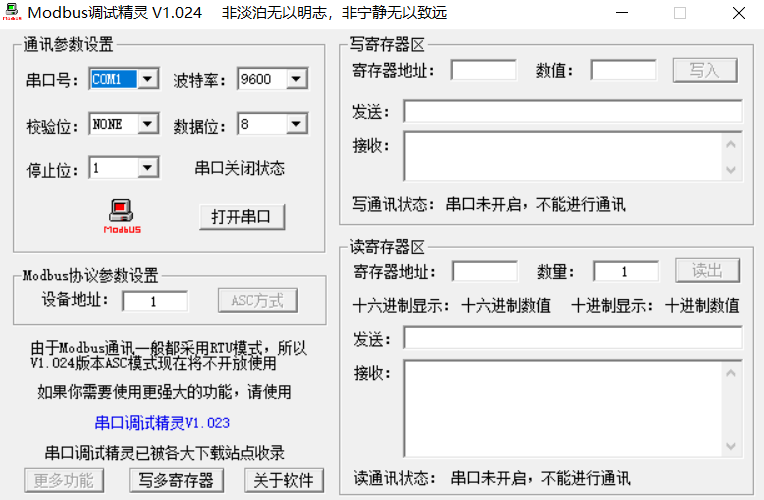 Modbus调试精灵 V1.024 非淡泊无以明志，非宁静无以致远
通讯参数设置
串口号： COM1 波特率： 9600
校验位： NONE 数据位： 8
停止位： 1 串口关闭状态
ModbUS 打开串口
Modbus协议参数设置
设备地址： 1 ASC方式
由于Modbus通讯一般都采用RTU模式，所以
V1.024版本ASC模式现在将不开放使用
如果你需要使用更强大的功能，请使用
串口调试精灵V1.023
串口调试精灵已被各大下载站点收录
更多功能 写多寄存器 关于软件
写寄存器区
寄存器地址： 数值： 写入
发送：
接收：
写通讯状态： 串口未开启，不能进行通讯
读寄存器区
寄存器地址： 数量： 1 读出
十六进制显示： 十六进制数值 十进制显示： 十进制数值
发送：
接收：
读通讯状态： 串口未开启，不能进行通讯